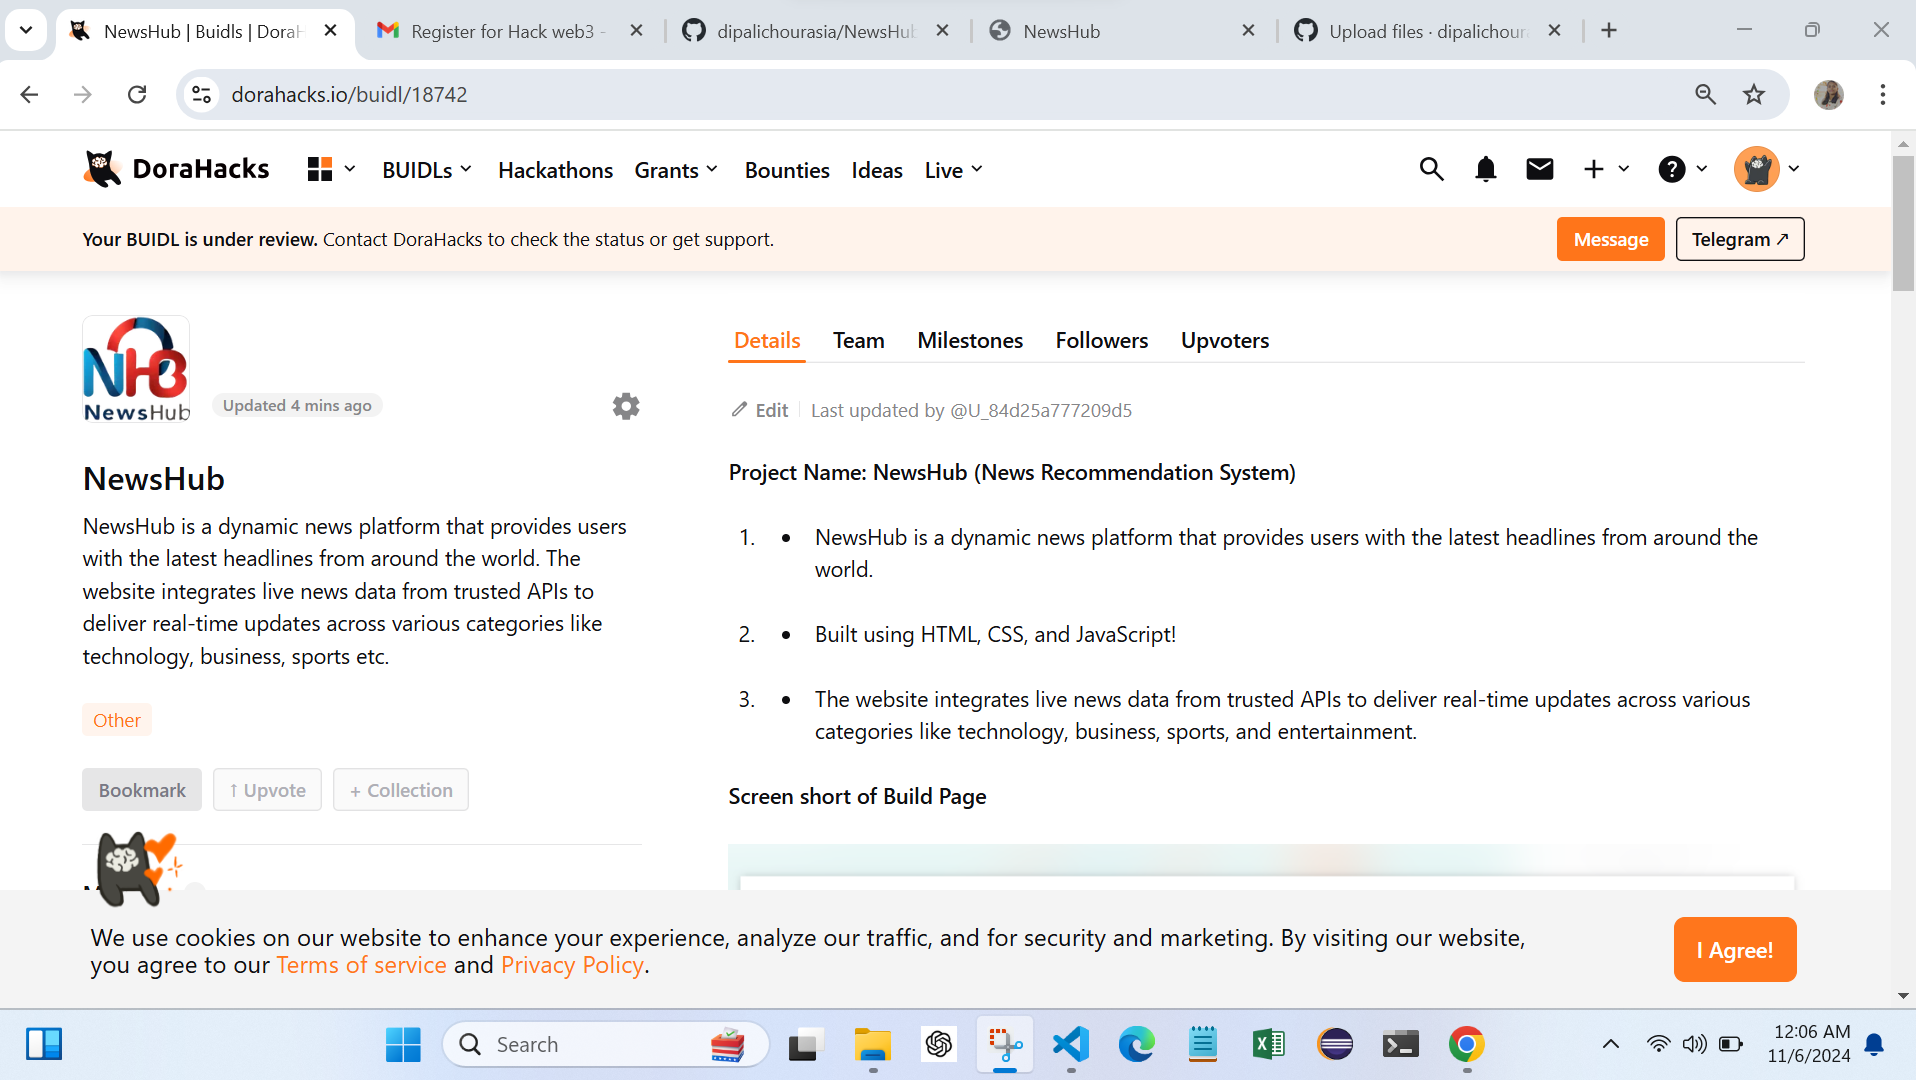 NewsHub | Buidls | DoraH
Register for Hack web3 -
dipalichourasia/NewsHub
NewsHub
Upload files · dipalichour
dorahacks.io/buidl/18742
DoraHacks
BUIDLs
Hackathons
Grants
Bounties
Ideas
Live
Your BUIDL is under review. Contact DoraHacks to check the status or get support.
Message
Telegram ↗
NH3
NewsHub
Updated 4 mins ago
NewsHub
NewsHub is a dynamic news platform that provides users
with the latest headlines from around the world. The
website integrates live news data from trusted APIs to
deliver real-time updates across various categories like
technology, business, sports etc.
Other
Bookmark
↑ Upvote
+ Collection
Details
Team
Milestones
Followers
Upvoters
Edit
Last updated by @U_84d25a777209d5
Project Name: NewsHub (News Recommendation System)
1. • NewsHub is a dynamic news platform that provides users with the latest headlines from around the
world.
2. • Built using HTML, CSS, and JavaScript!
3. • The website integrates live news data from trusted APIs to deliver real-time updates across various
categories like technology, business, sports, and entertainment.
Screen short of Build Page
We use cookies on our website to enhance your experience, analyze our traffic, and for security and marketing. By visiting our website,
you agree to our Terms of service and Privacy Policy.
I Agree!
Search
12:06 AM
11/6/2024